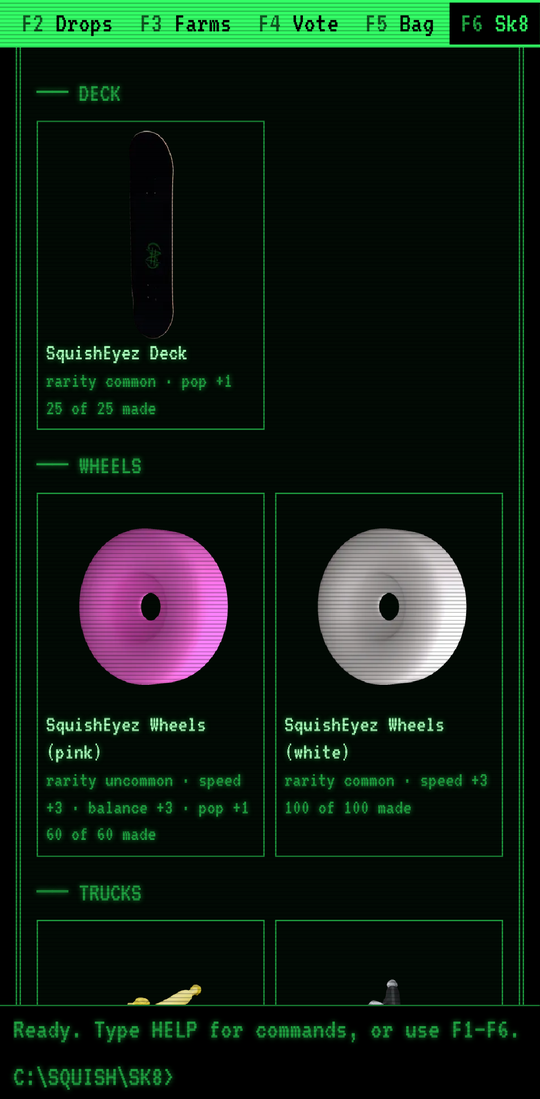 F2 Drops F3 Farms F4 Vote F5 Bag F6 Sk8
DECK
SquishEyez Deck
rarity common · pop +1
25 of 25 made
WHEELS
SquishEyez Wheels
(pink)
rarity uncommon · speed
+3 · balance +3 · pop +1
60 of 60 made
SquishEyez Wheels
(white)
rarity common · speed +3
100 of 100 made
TRUCKS
Ready. Type HELP for commands, or use F1-F6.
C:\SQUISH\SK8>